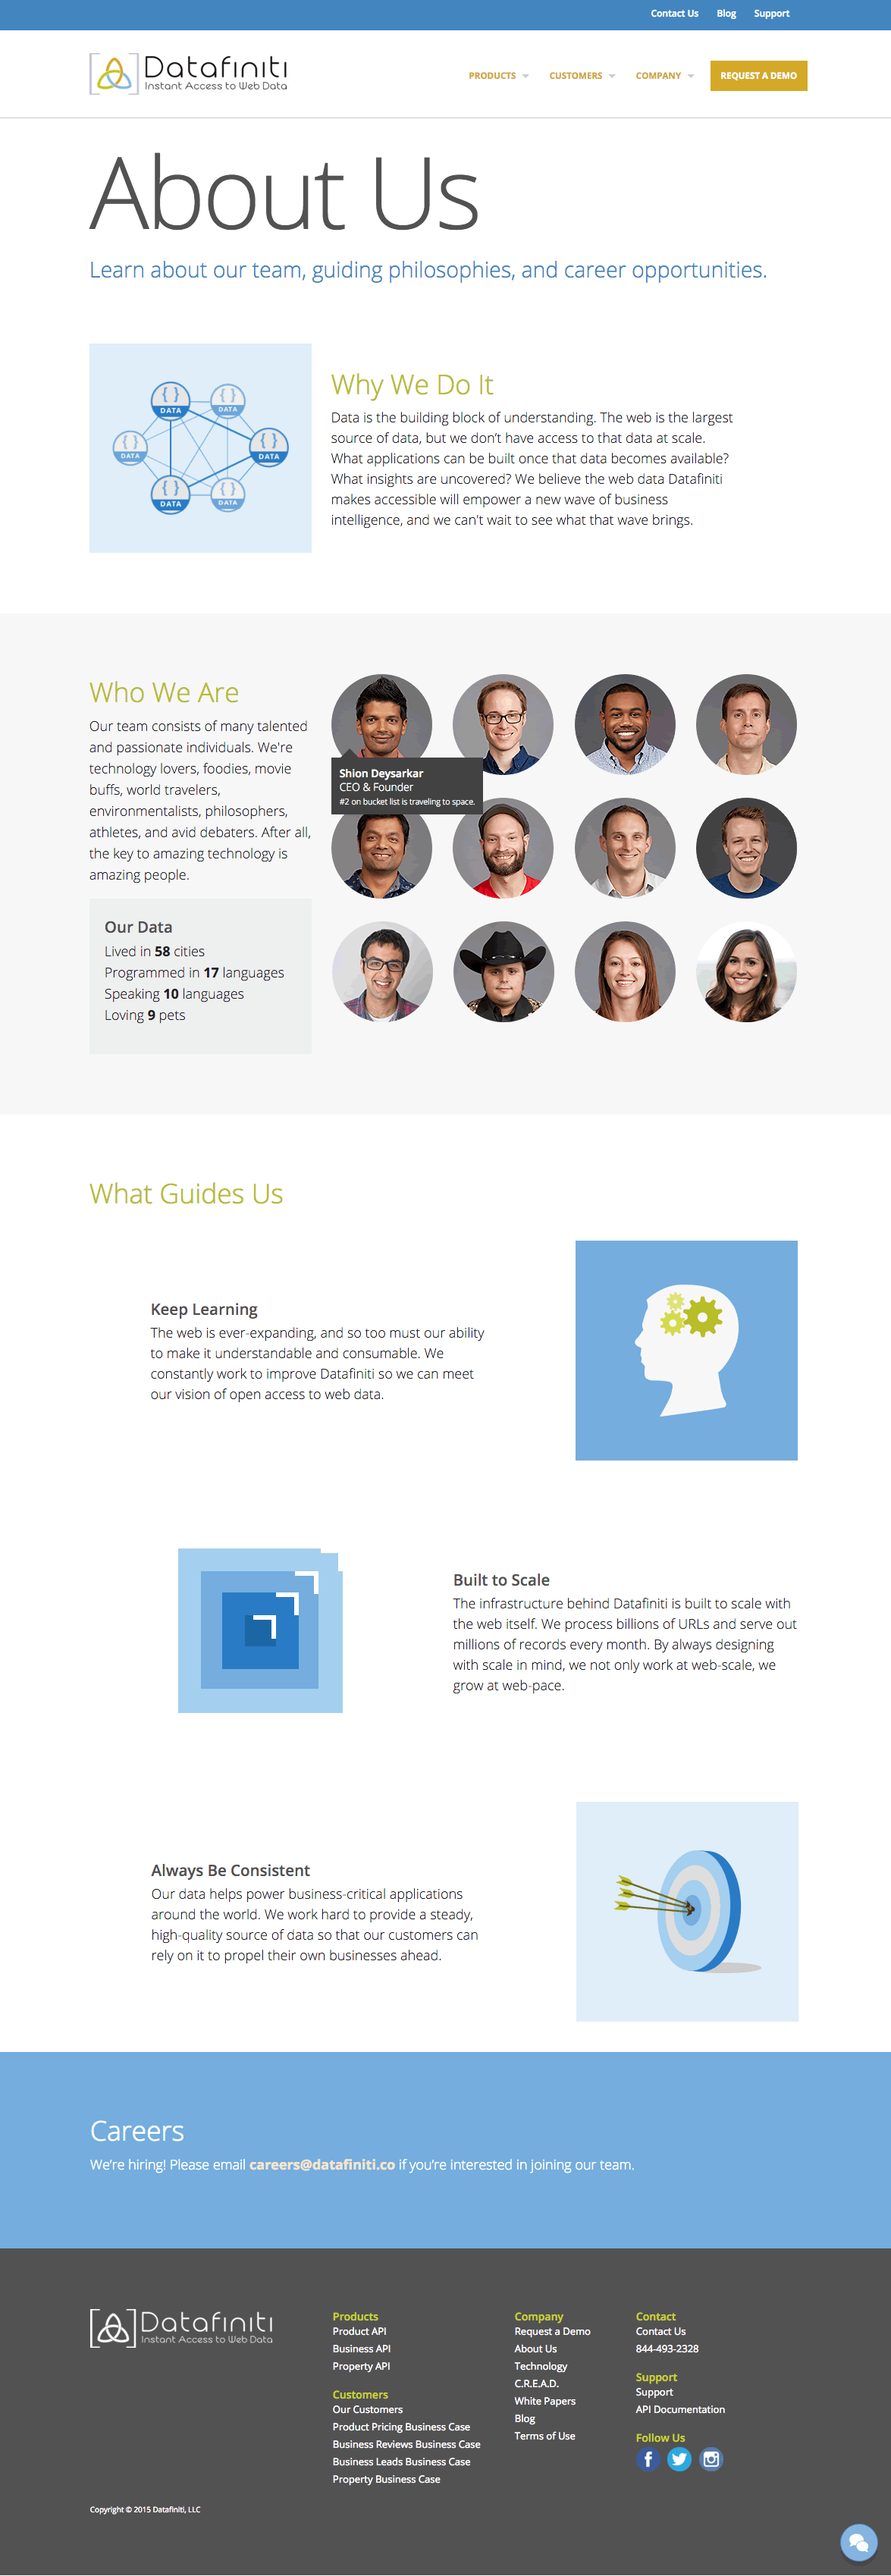 Contact Us Blog Support
Datafiniti
Instant Access to Web Data
PRODUCTS CUSTOMERS COMPANY REQUEST A DEMO
About Us
Learn about our team, guiding philosophies, and career opportunities.
{ } DATA
{ } DATA
{ } DATA
{ } DATA
{ } DATA
{ } DATA
Why We Do It
Data is the building block of understanding. The web is the largest
source of data, but we don't have access to that data at scale.
What applications can be built once that data becomes available?
What insights are uncovered? We believe the web data Datafiniti
makes accessible will empower a new wave of business
intelligence, and we can't wait to see what that wave brings.
Who We Are
Our team consists of many talented
and passionate individuals. We're
technology lovers, foodies, movie
buffs, world travelers,
environmentalists, philosophers,
athletes, and avid debaters. After all,
the key to amazing technology is
amazing people.
Our Data
Lived in 58 cities
Programmed in 17 languages
Speaking 10 languages
Loving 9 pets
Shion Deysarkar
CEO & Founder
#2 on bucket list is traveling to space.
What Guides Us
Keep Learning
The web is ever-expanding, and so too must our ability
to make it understandable and consumable. We
constantly work to improve Datafiniti so we can meet
our vision of open access to web data.
Built to Scale
The infrastructure behind Datafiniti is built to scale with
the web itself. We process billions of URLs and serve out
millions of records every month. By always designing
with scale in mind, we not only work at web-scale, we
grow at web-pace.
Always Be Consistent
Our data helps power business-critical applications
around the world. We work hard to provide a steady,
high-quality source of data so that our customers can
rely on it to propel their own businesses ahead.
Careers
We're hiring! Please email careers@datafiniti.co if you're interested in joining our team.
Datafiniti
Instant Access to Web Data
Products
Product API
Business API
Property API
Customers
Our Customers
Product Pricing Business Case
Business Reviews Business Case
Business Leads Business Case
Property Business Case
Company
Request a Demo
About Us
Technology
C.R.E.A.D.
White Papers
Blog
Terms of Use
Contact
Contact Us
844-493-2328
Support
Support
API Documentation
Follow Us
Copyright © 2015 Datafiniti, LLC